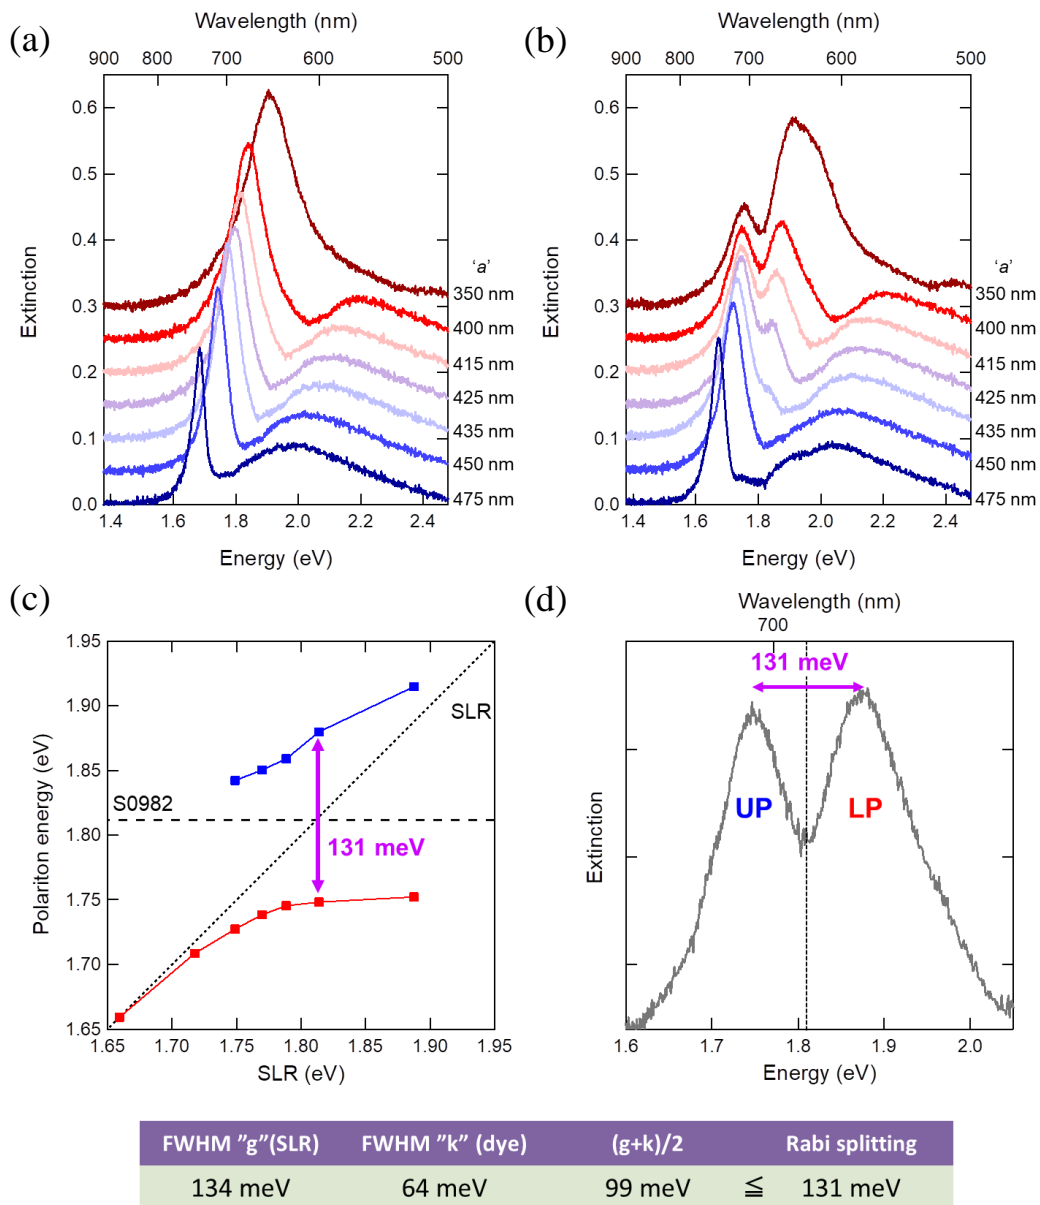 (a)
Wavelength (nm)
900 800 700 600 500
Extinction
0.6
0.5
0.4
0.3
0.2
0.1
0.0
'a'
350 nm
400 nm
415 nm
425 nm
435 nm
450 nm
475 nm
1.4 1.6 1.8 2.0 2.2 2.4
Energy (eV)
(b)
Wavelength (nm)
900 800 700 600 500
Extinction
0.6
0.5
0.4
0.3
0.2
0.1
0.0
'a'
350 nm
400 nm
415 nm
425 nm
435 nm
450 nm
475 nm
1.4 1.6 1.8 2.0 2.2 2.4
Energy (eV)
(c)
Polariton energy (eV)
1.95
1.90
1.85
1.80
1.75
1.70
1.65
SLR
S0982
131 meV
1.65 1.70 1.75 1.80 1.85 1.90 1.95
SLR (eV)
(d)
Wavelength (nm)
700
131 meV
UP LP
Extinction
1.6 1.7 1.8 1.9 2.0
Energy (eV)
FWHM "g"(SLR) FWHM "k" (dye) (g+k)/2 Rabi splitting
134 meV 64 meV 99 meV ≦ 131 meV